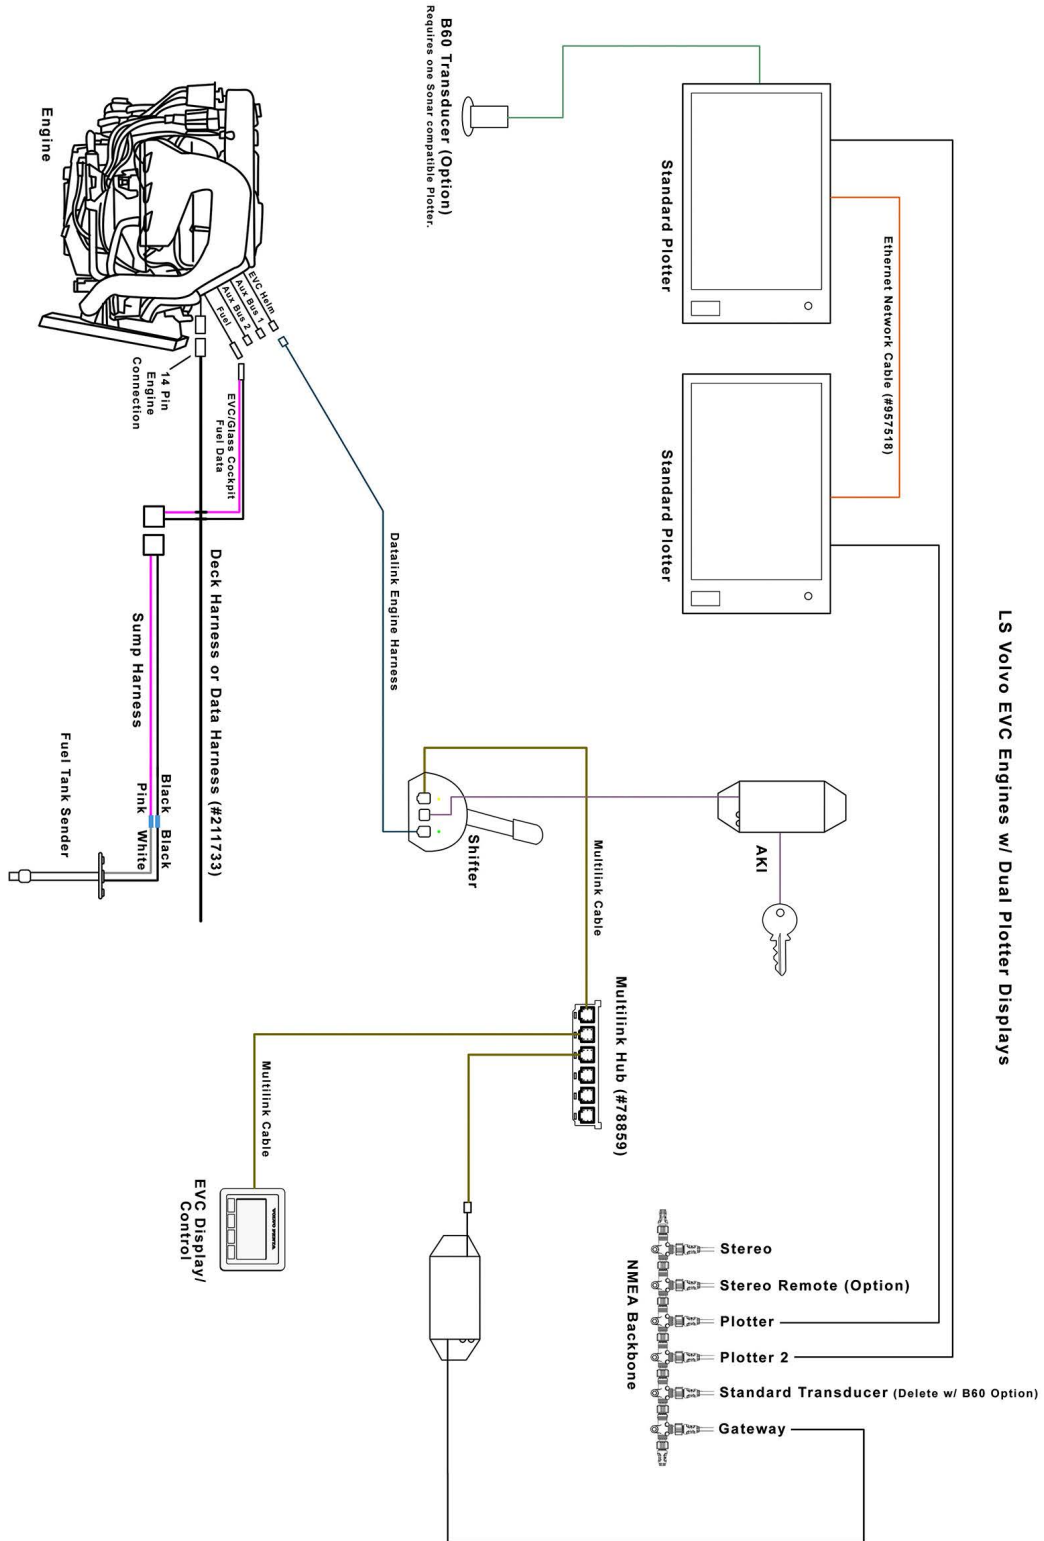 LS Volvo EVC Engines w/ Dual Plotter Displays
B60 Transducer (Option)
Requires one Sonar compatible Plotter.
Standard Plotter
Ethernet Network Cable (#957518)
Standard Plotter
Engine
EVC Helm
Aux Bus 1
Aux Bus 2
Fuel
14 Pin
Engine
Connection
EVC/Glass Cockpit
Fuel Data
Datalink Engine Harness
Deck Harness or Data Harness (#211733)
Sump Harness
Black
Black
Pink
White
Fuel Tank Sender
Shifter
AKI
Multilink Cable
Multilink Hub (#78859)
Multilink Cable
VOLVO PENTA
EVC Display/
Control
NMEA Backbone
Stereo
Stereo Remote (Option)
Plotter
Plotter 2
Standard Transducer (Delete w/ B60 Option)
Gateway